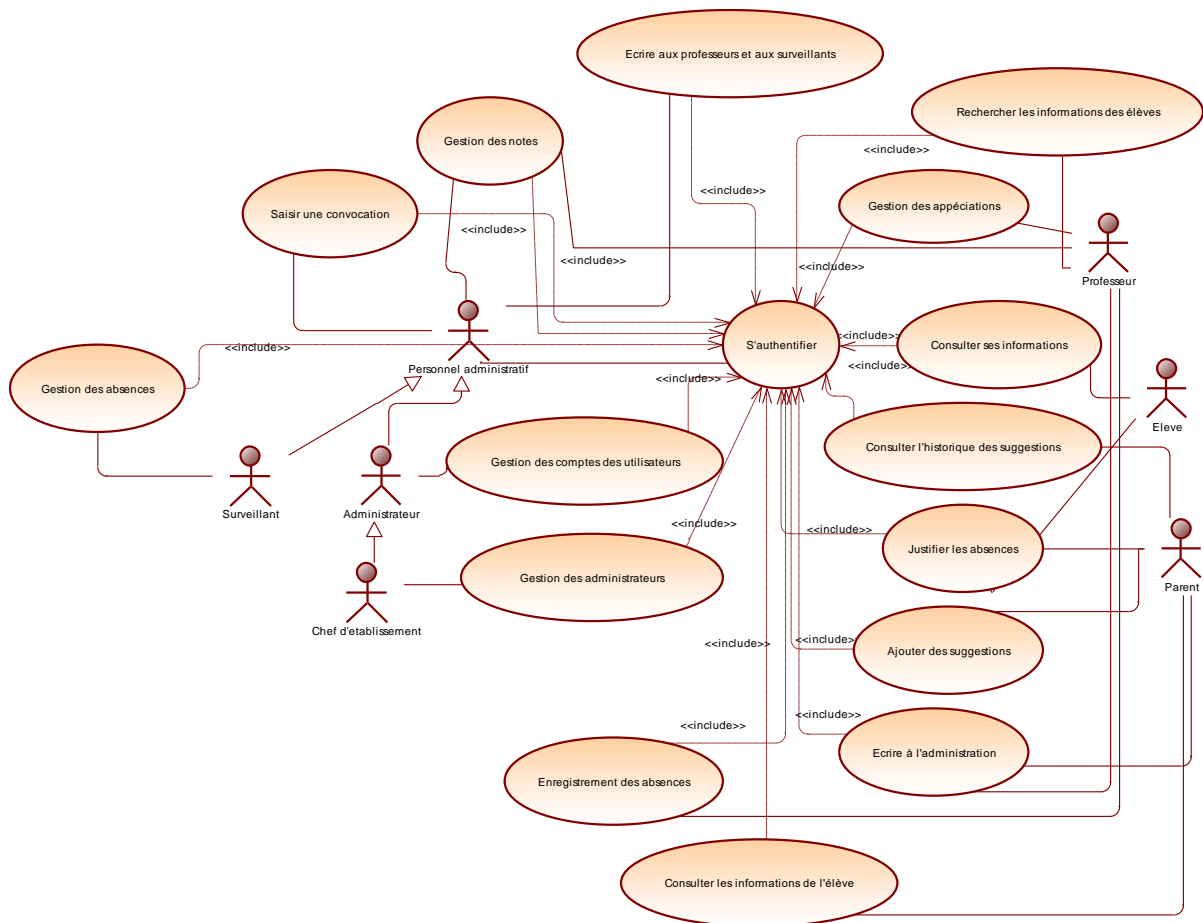 Ecrire aux professeurs et aux surveillants
Rechercher les informations des élèves
Gestion des notes
<<include>>
<<include>>
Gestion des appéciations
Saisir une convocation
<<include>>
<<include>>
<<include>>
Professeur
S'authentifier
<<include>>
Consulter ses informations
<<include>>
Personnel administratif
<<include>>
<<include>>
Gestion des absences
Eleve
Consulter l'historique des suggestions
Gestion des comptes des utilisateurs
Surveillant
Administrateur
<<include>>
<<include>>
Justifier les absences
Gestion des administrateurs
Parent
Chef d'etablissement
<<include>>
<<include>>
Ajouter des suggestions
<<include>>
<<include>>
Ecrire à l'administration
Enregistrement des absences
Consulter les informations de l'élève